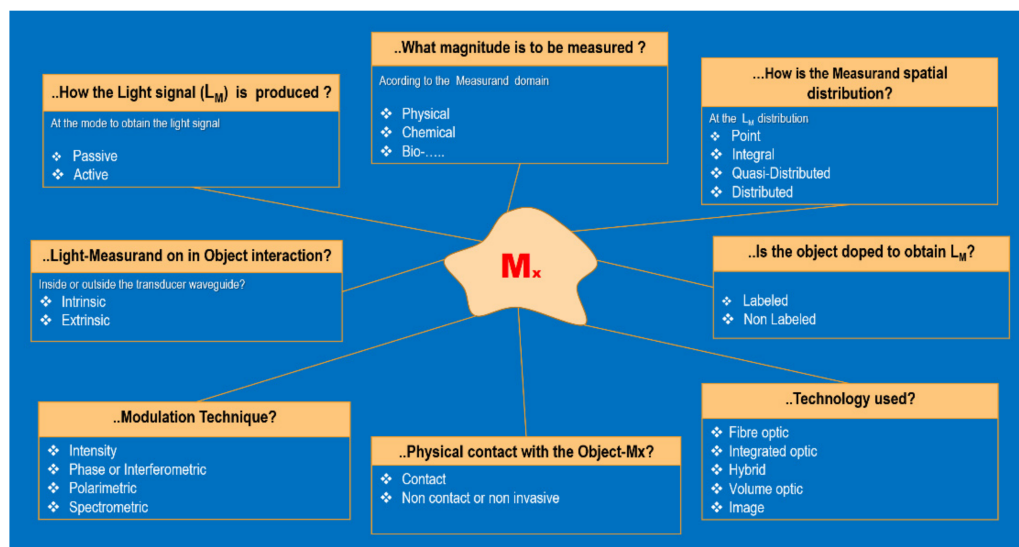 ..What magnitude is to be measured ?
Acording to the Measurand domain
❖ Physical
❖ Chemical
❖ Bio-…..
..How the Light signal (LM) is produced ?
At the mode to obtain the light signal
❖ Passive
❖ Active
...How is the Measurand spatial
distribution?
At the LM distribution
❖ Point
❖ Integral
❖ Quasi-Distributed
❖ Distributed
..Light-Measurand on in Object interaction?
Inside or outside the transducer waveguide?
❖ Intrinsic
❖ Extrinsic
Mx
..Is the object doped to obtain LM?
❖ Labeled
❖ Non Labeled
..Modulation Technique?
❖ Intensity
❖ Phase or Interferometric
❖ Polarimetric
❖ Spectrometric
..Physical contact with the Object-Mx?
❖ Contact
❖ Non contact or non invasive
..Technology used?
❖ Fibre optic
❖ Integrated optic
❖ Hybrid
❖ Volume optic
❖ Image